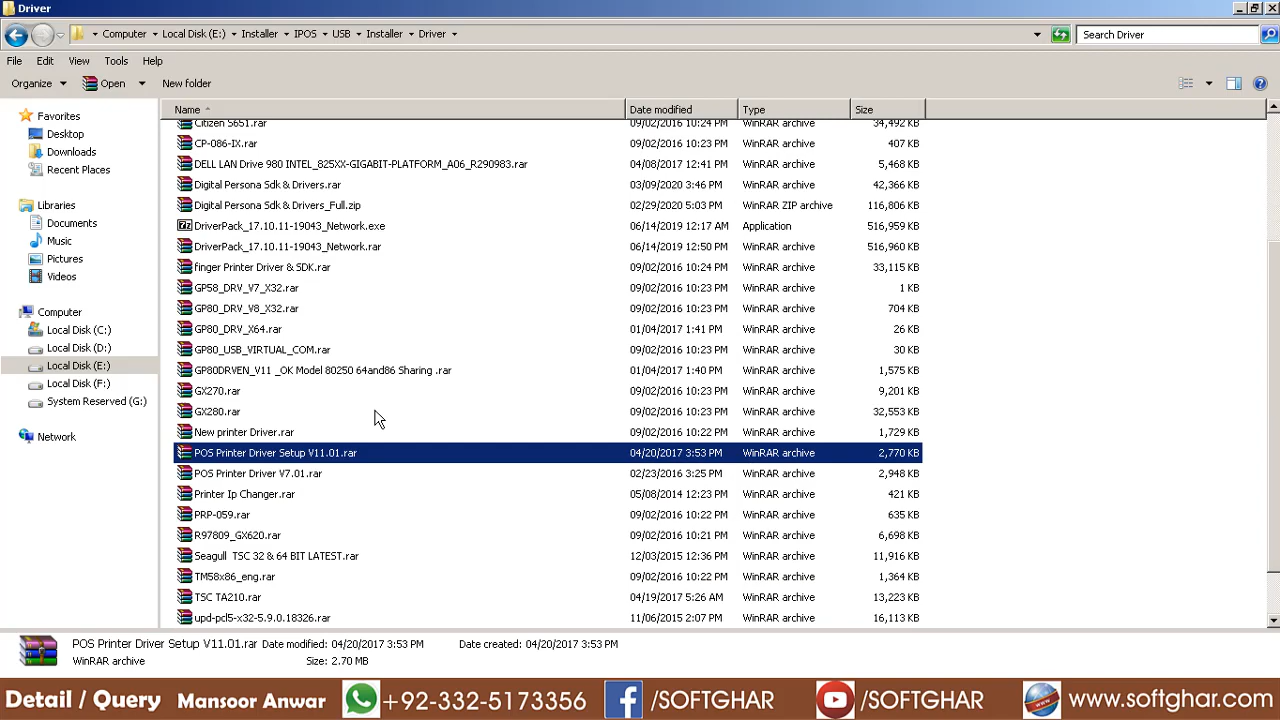 Driver
Computer Local Disk (E:) Installer IPOS USB Installer Driver Search Driver
File Edit View Tools Help
Organize Open New folder
Name Date modified Type Size
Favorites
Desktop
Downloads
Recent Places
Libraries
Documents
Music
Pictures
Videos
Computer
Local Disk (C:)
Local Disk (D:)
Local Disk (E:)
Local Disk (F:)
System Reserved (G:)
Network
Citizen S651.rar 09/02/2016 10:24 PM WinRAR archive 34,492 KB
CP-086-IX.rar 09/02/2016 10:23 PM WinRAR archive 407 KB
DELL LAN Drive 980 INTEL_825XX-GIGABIT-PLATFORM_A06_R290983.rar 04/08/2017 12:41 PM WinRAR archive 5,468 KB
Digital Persona Sdk & Drivers.rar 03/09/2020 3:46 PM WinRAR archive 42,366 KB
Digital Persona Sdk & Drivers_Full.zip 02/29/2020 5:03 PM WinRAR ZIP archive 116,806 KB
DriverPack_17.10.11-19043_Network.exe 06/14/2019 12:17 AM Application 516,959 KB
DriverPack_17.10.11-19043_Network.rar 06/14/2019 12:50 PM WinRAR archive 516,960 KB
finger Printer Driver & SDK.rar 09/02/2016 10:24 PM WinRAR archive 33,115 KB
GP58_DRV_V7_X32.rar 09/02/2016 10:23 PM WinRAR archive 1 KB
GP80_DRV_V8_X32.rar 09/02/2016 10:23 PM WinRAR archive 704 KB
GP80_DRV_X64.rar 01/04/2017 1:41 PM WinRAR archive 26 KB
GP80_USB_VIRTUAL_COM.rar 09/02/2016 10:23 PM WinRAR archive 30 KB
GP80DRVEN_V11 _OK Model 80250 64and86 Sharing .rar 01/04/2017 1:40 PM WinRAR archive 1,575 KB
GX270.rar 09/02/2016 10:23 PM WinRAR archive 9,201 KB
GX280.rar 09/02/2016 10:23 PM WinRAR archive 32,553 KB
New printer Driver.rar 09/02/2016 10:22 PM WinRAR archive 1,729 KB
POS Printer Driver Setup V11.01.rar 04/20/2017 3:53 PM WinRAR archive 2,770 KB
POS Printer Driver V7.01.rar 02/23/2016 3:25 PM WinRAR archive 2,948 KB
Printer Ip Changer.rar 05/08/2014 12:23 PM WinRAR archive 421 KB
PRP-059.rar 09/02/2016 10:22 PM WinRAR archive 635 KB
R97809_GX620.rar 09/02/2016 10:21 PM WinRAR archive 6,698 KB
Seagull TSC 32 & 64 BIT LATEST.rar 12/03/2015 12:36 PM WinRAR archive 11,916 KB
TM58x86_eng.rar 09/02/2016 10:22 PM WinRAR archive 1,364 KB
TSC TA210.rar 04/19/2017 5:26 AM WinRAR archive 13,223 KB
upd-pcl5-x32-5.9.0.18326.rar 11/06/2015 2:07 PM WinRAR archive 16,113 KB
POS Printer Driver Setup V11.01.rar Date modified: 04/20/2017 3:53 PM Date created: 04/20/2017 3:53 PM
WinRAR archive Size: 2.70 MB
Detail / Query Mansoor Anwar +92-332-5173356 /SOFTGHAR /SOFTGHAR www.softghar.com